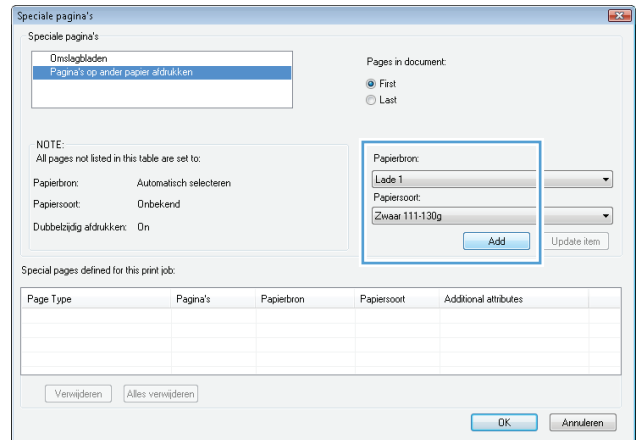 Speciale pagina's
Speciale pagina's
Omslagbladen
Pagina's op ander papier afdrukken
Pages in document:
First
Last
NOTE:
All pages not listed in this table are set to:
Papierbron: Automatisch selecteren
Papiersoort: Onbekend
Dubbelzijdig afdrukken: On
Papierbron:
Lade 1
Papiersoort:
Zwaar 111-130g
Add Update item
Special pages defined for this print job:
Page Type Pagina's Papierbron Papiersoort Additional attributes
Verwijderen Alles verwijderen
OK Annuleren